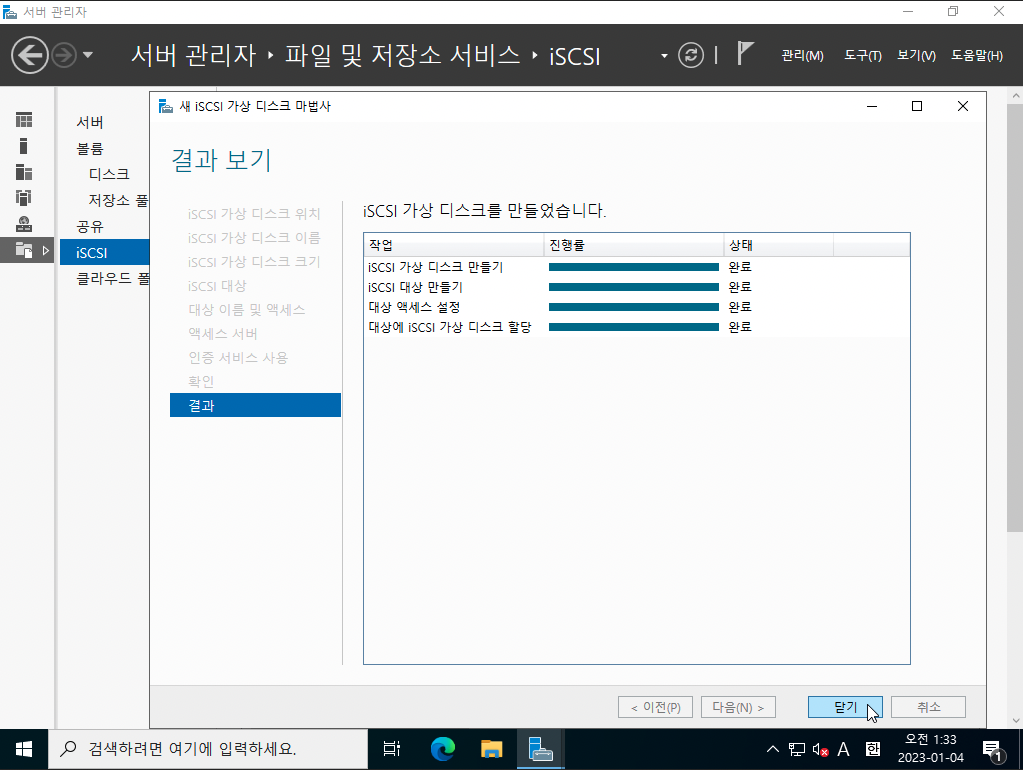 서버 관리자
서버 관리자 ‣ 파일 및 저장소 서비스 ‣ iSCSI
관리(M) 도구(T) 보기(V) 도움말(H)
서버
볼륨
디스크
저장소 풀
공유
iSCSI
클라우드 폴
새 iSCSI 가상 디스크 마법사
결과 보기
iSCSI 가상 디스크 위치
iSCSI 가상 디스크 이름
iSCSI 가상 디스크 크기
iSCSI 대상
대상 이름 및 액세스
액세스 서버
인증 서비스 사용
확인
결과
iSCSI 가상 디스크를 만들었습니다.
작업 진행률 상태
iSCSI 가상 디스크 만들기 완료
iSCSI 대상 만들기 완료
대상 액세스 설정 완료
대상에 iSCSI 가상 디스크 할당 완료
< 이전(P) 다음(N) > 닫기 취소
검색하려면 여기에 입력하세요.
A 한
오전 1:33
2023-01-04
1